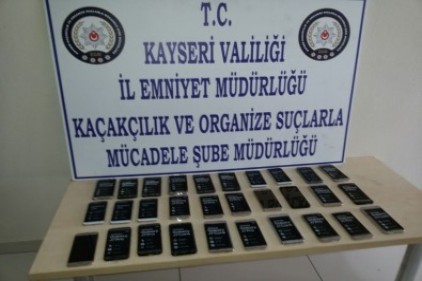 T.C.
KAYSERİ VALİLİĞİ
İL EMNİYET MÜDÜRLÜĞÜ
KAÇAKÇILIK VE ORGANİZE SUÇLARLA
MÜCADELE ŞUBE MÜDÜRLÜĞÜ